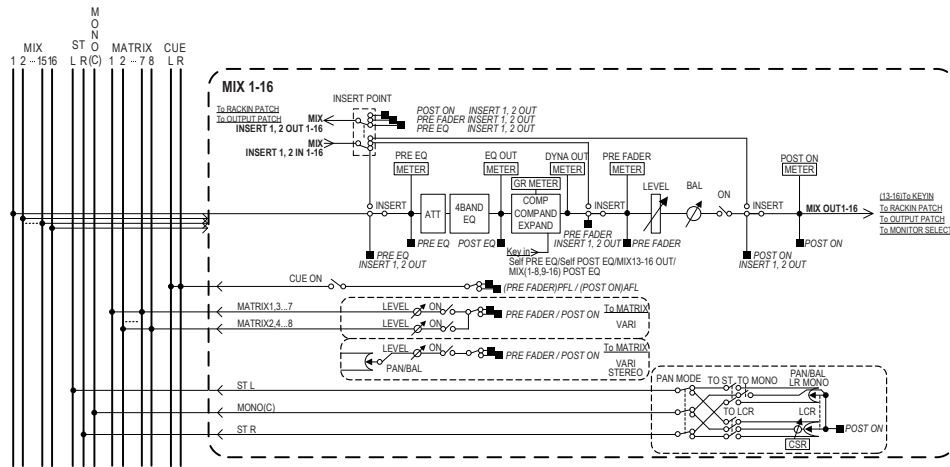 MONO(C)
MIX
ST
MATRIX
CUE
1 2 ··· 15 16
L R
1 2 ··· 7 8
L R
MIX 1-16
INSERT POINT
To RACKIN PATCH
To OUTPUT PATCH
MIX
INSERT 1, 2 OUT 1-16
POST ON INSERT 1, 2 OUT
PRE FADER INSERT 1, 2 OUT
PRE EQ INSERT 1, 2 OUT
MIX
INSERT 1, 2 IN 1-16
PRE EQ
METER
EQ OUT
METER
DYNA OUT
METER
PRE FADER
METER
POST ON
METER
GR METER
INSERT
ATT
4BAND
EQ
COMP
COMPAND
EXPAND
INSERT
LEVEL
BAL
ON
INSERT
MIX OUT1-16
(13-16)To KEYIN
To RACKIN PATCH
To OUTPUT PATCH
To MONITOR SELECT
PRE EQ
INSERT 1, 2 OUT
PRE EQ
POST EQ
Key in
Self PRE EQ/Self POST EQ/MIX13-16 OUT/
MIX(1-8,9-16) POST EQ
PRE FADER
INSERT 1, 2 OUT
PRE FADER
POST ON
INSERT 1, 2 OUT
POST ON
CUE ON
(PRE FADER)PFL / (POST ON)AFL
MATRIX1,3...7
LEVEL
ON
PRE FADER / POST ON
To MATRIX
VARI
MATRIX2,4...8
LEVEL
ON
LEVEL
ON
PAN/BAL
PRE FADER / POST ON
To MATRIX
VARI
STEREO
ST L
MONO(C)
ST R
PAN MODE
TO ST
TO MONO
PAN/BAL
LR MONO
TO LCR
LCR
CSR
POST ON